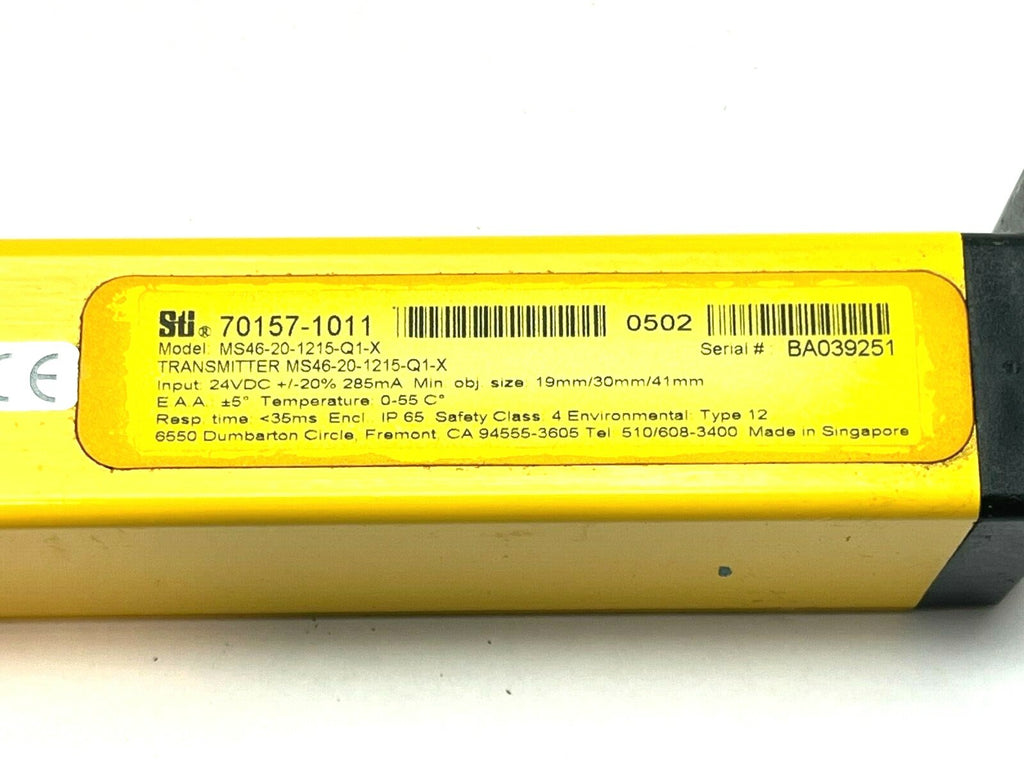 CE
Sti ® 70157-1011 0502
Model: MS46-20-1215-Q1-X Serial #: BA039251
TRANSMITTER MS46-20-1215-Q1-X
Input: 24VDC +/-20% 285mA Min. obj. size: 19mm/30mm/41mm
E.A.A.: ±5° Temperature: 0-55 C°
Resp. time: <35ms Encl. IP 65 Safety Class. 4 Environmental: Type 12
6550 Dumbarton Circle, Fremont, CA 94555-3605 Tel. 510/608-3400 Made in Singapore